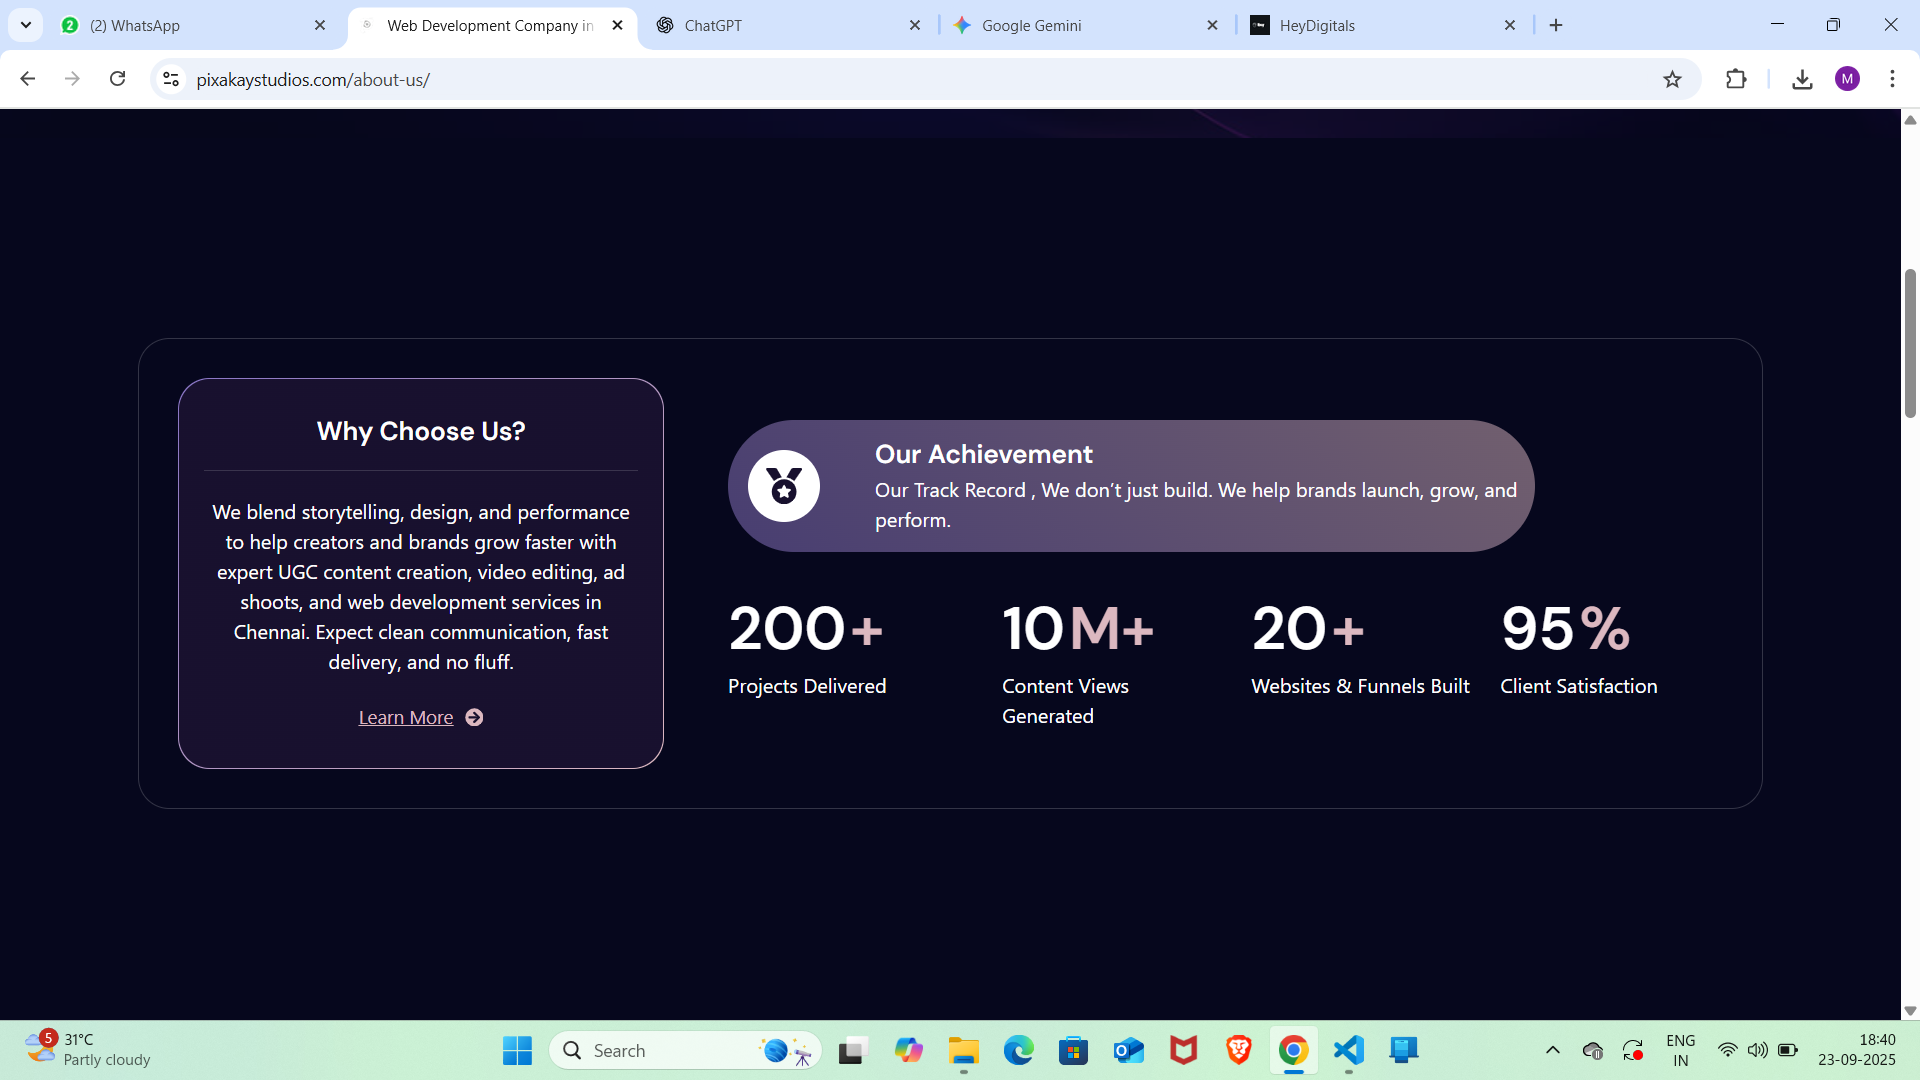 (2) WhatsApp
Web Development Company in
ChatGPT
Google Gemini
HeyDigitals
pixakaystudios.com/about-us/
M
Why Choose Us?
We blend storytelling, design, and performance
to help creators and brands grow faster with
expert UGC content creation, video editing, ad
shoots, and web development services in
Chennai. Expect clean communication, fast
delivery, and no fluff.
Learn More
Our Achievement
Our Track Record , We don’t just build. We help brands launch, grow, and
perform.
200+
Projects Delivered
10M+
Content Views
Generated
20+
Websites & Funnels Built
95%
Client Satisfaction
5
31°C
Partly cloudy
Search
ENG
IN
18:40
23-09-2025